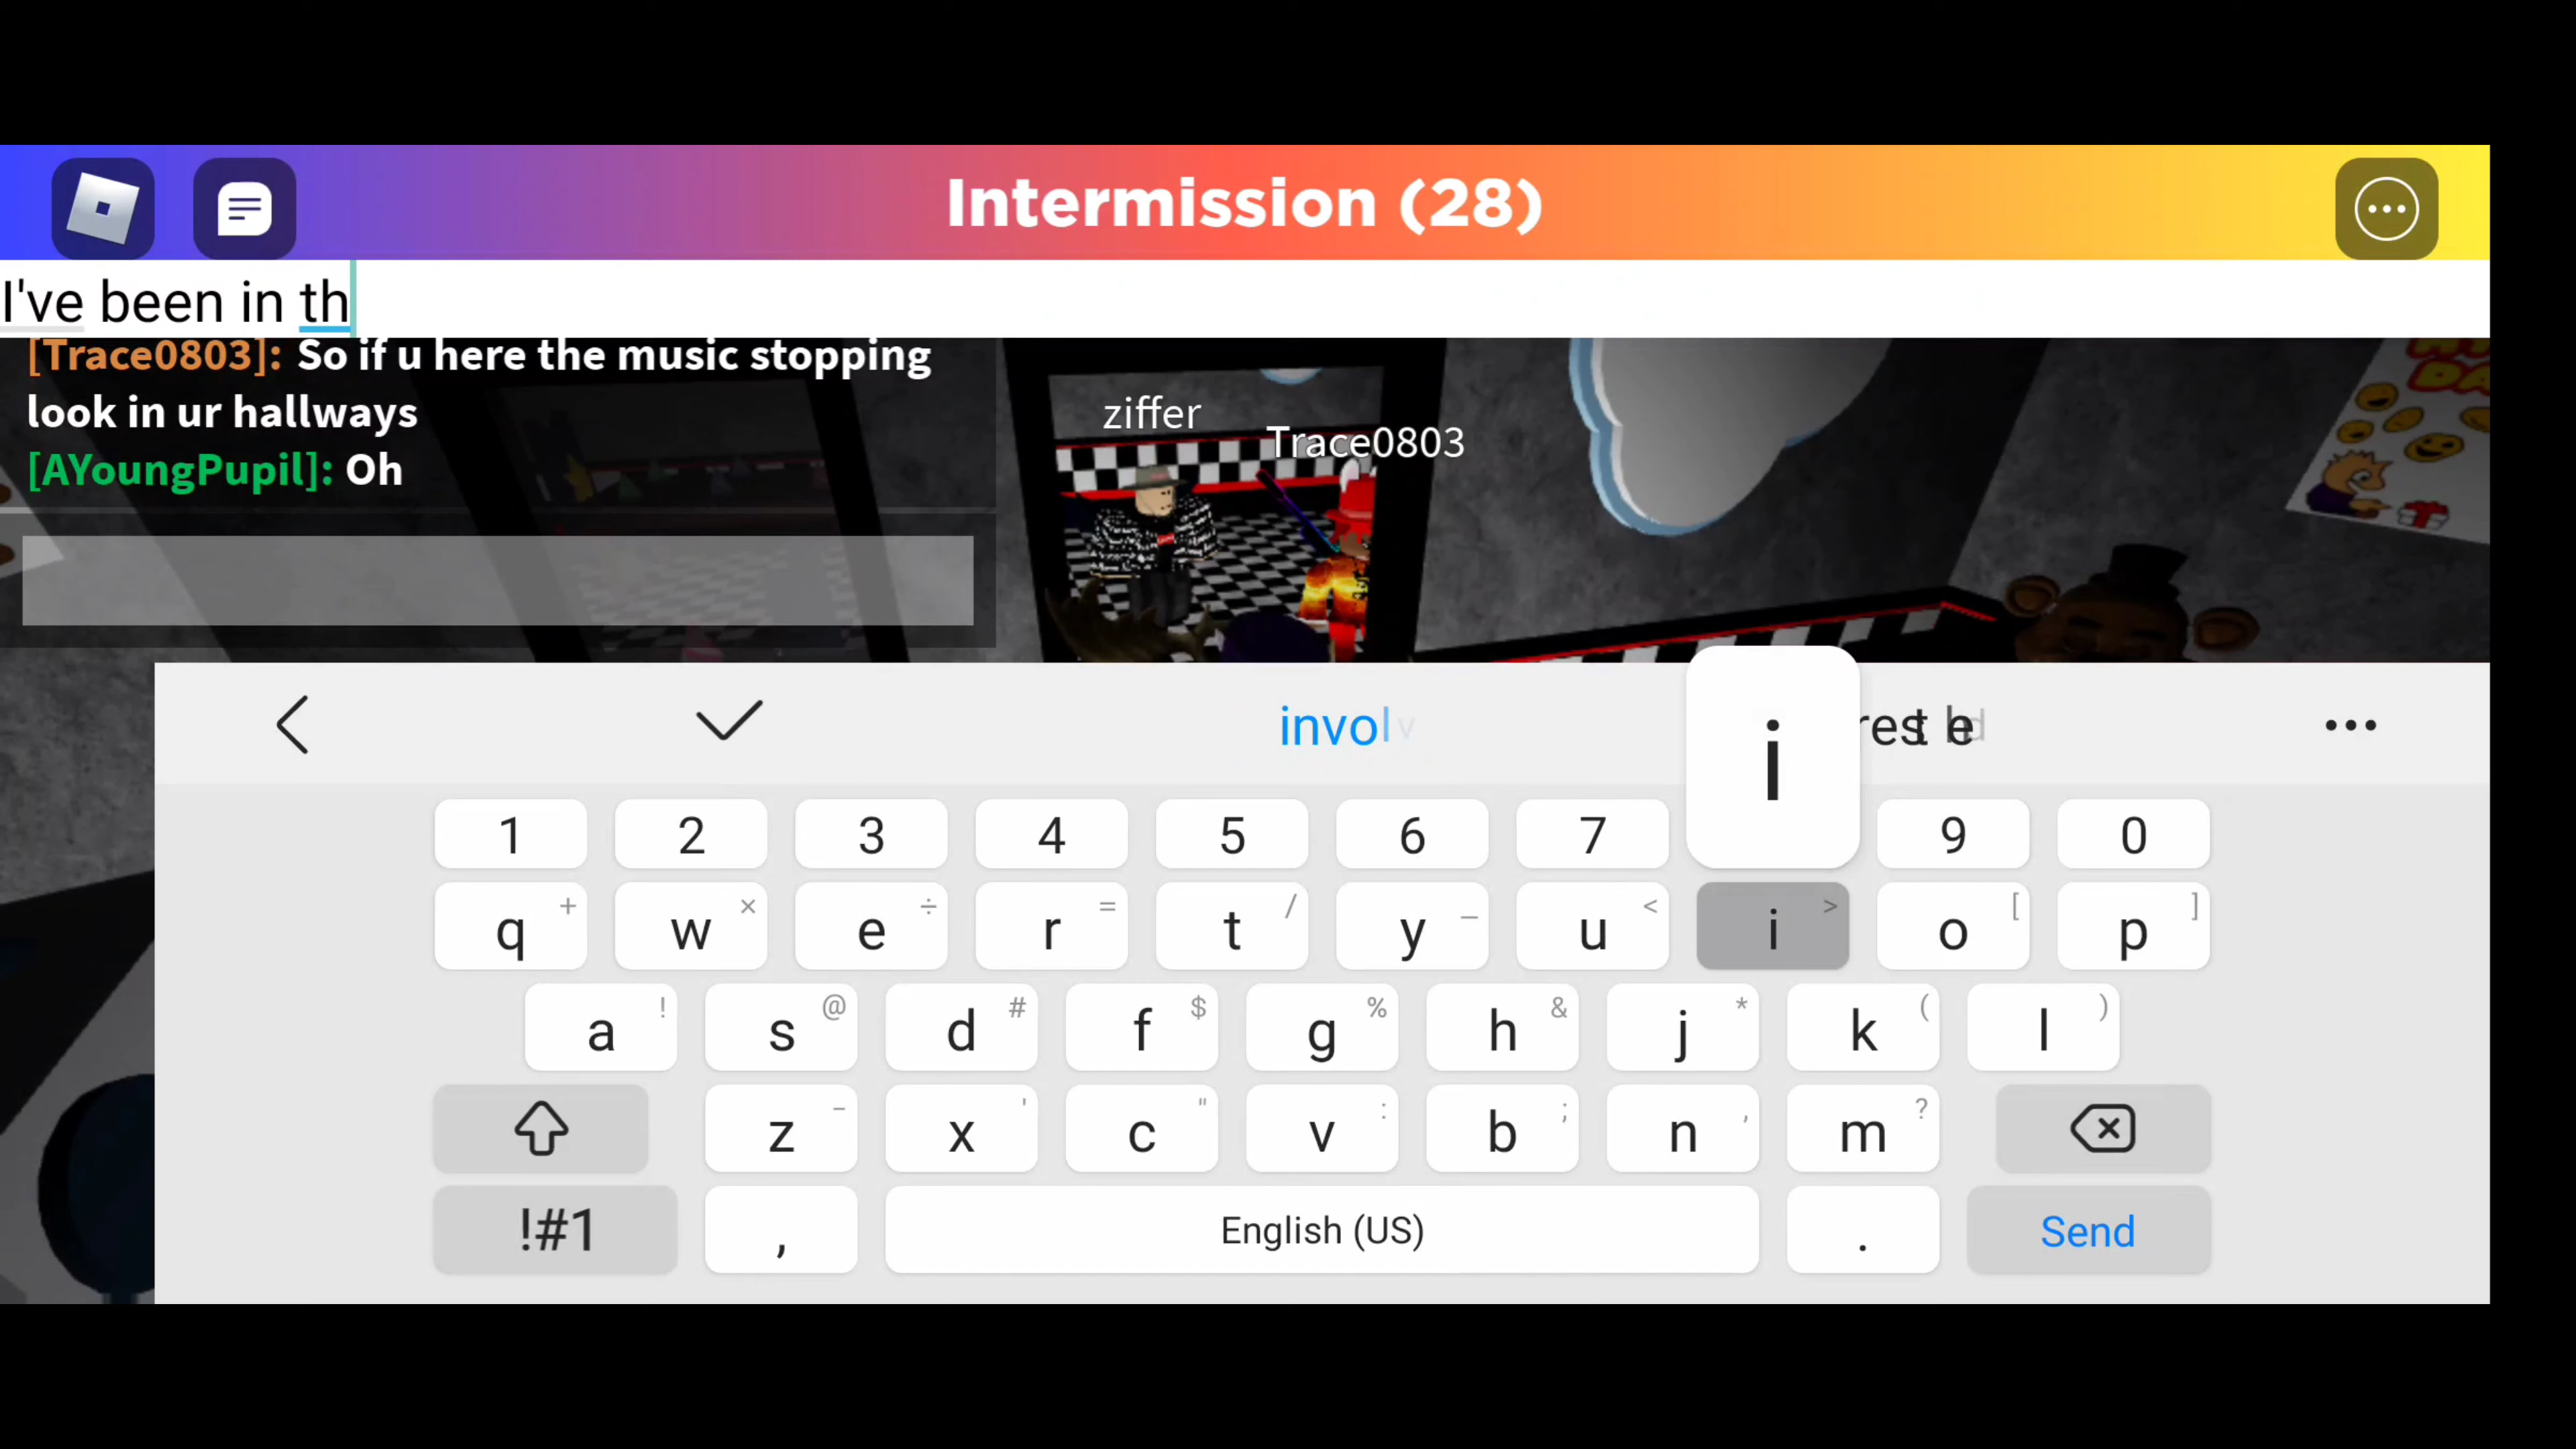 Intermission (28)
I've been in th
[Trace0803]: So if u here the music stopping
look in ur hallways
[AYoungPupil]: Oh
ziffer
Trace0803
i
1 2 3 4 5 6 7 9 0
q + w × e ÷ r = t / y _ u < i > o [ p ]
a ! s @ d # f $ g % h & j * k ( l )
z - x ' c " v : b ; n , m ?
!#1 , English (US) . Send